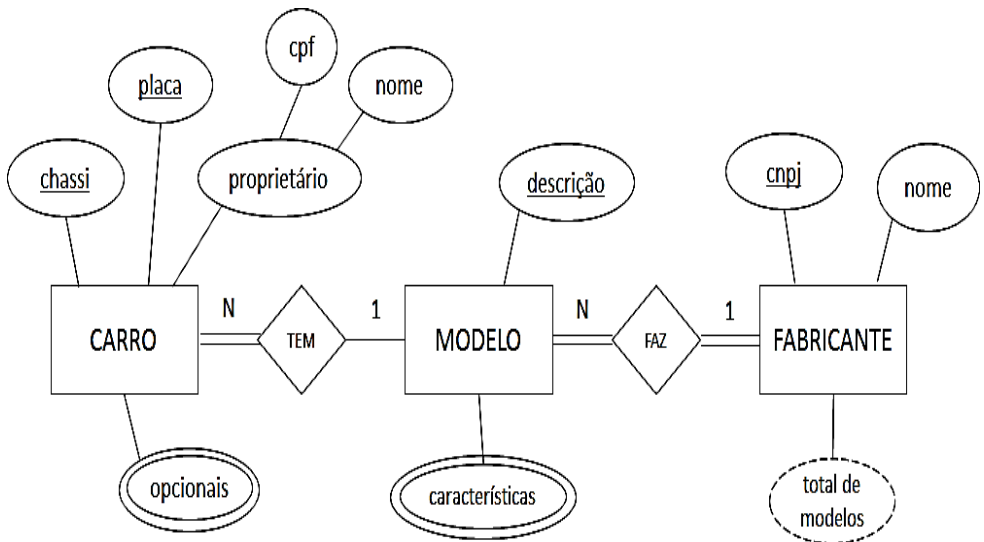 cpf
placa
nome
chassi
proprietário
descrição
cnpj
nome
CARRO
N
TEM
1
MODELO
N
FAZ
1
FABRICANTE
opcionais
características
total de
modelos